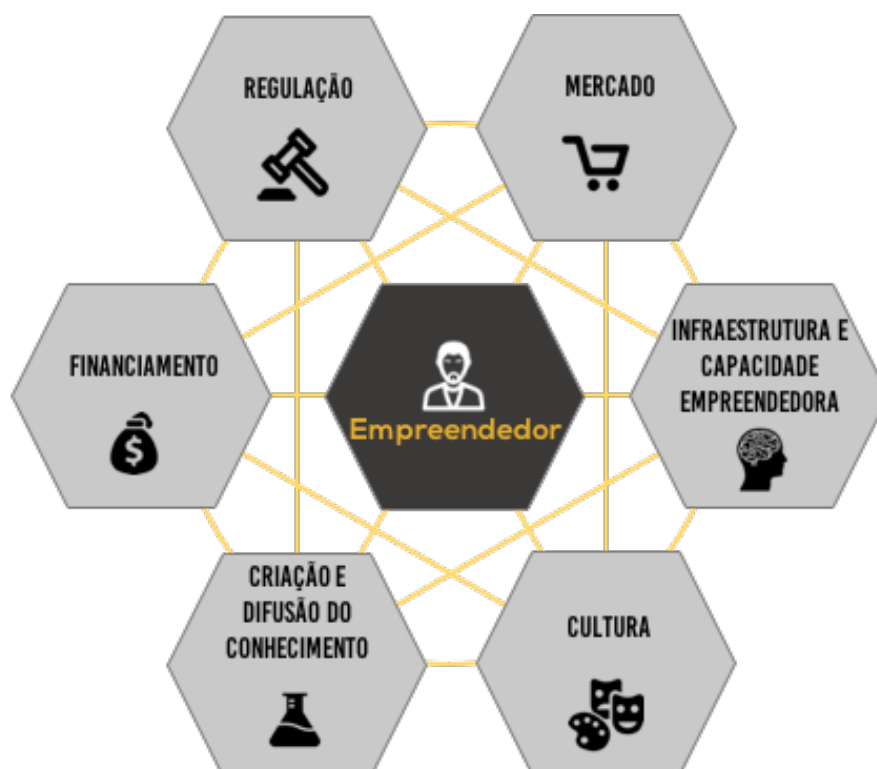 REGULAÇÃO
MERCADO
FINANCIAMENTO
Empreendedor
INFRAESTRUTURA E
CAPACIDADE
EMPREENDEDORA
CRIAÇÃO E
DIFUSÃO DO
CONHECIMENTO
CULTURA